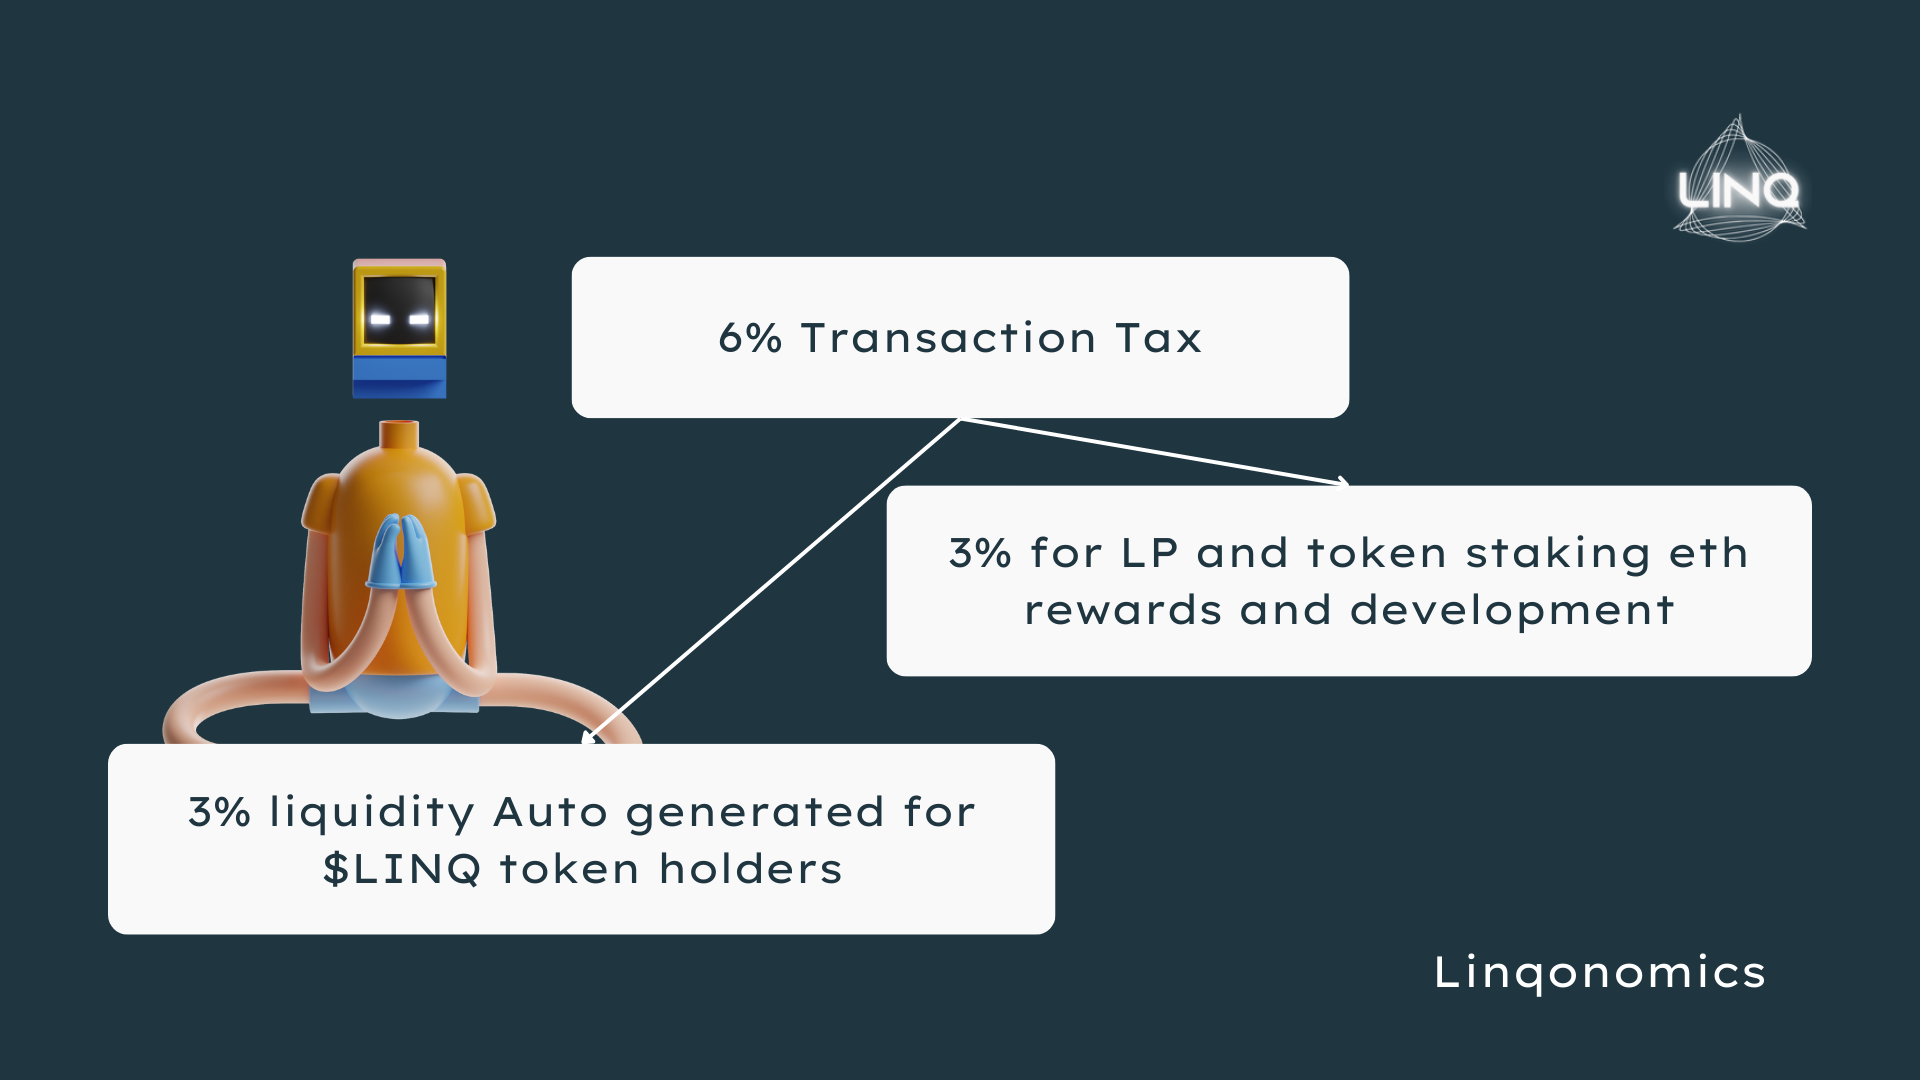 LINQ
6% Transaction Tax
3% for LP and token staking eth
rewards and development
3% liquidity Auto generated for
$LINQ token holders
Linqonomics